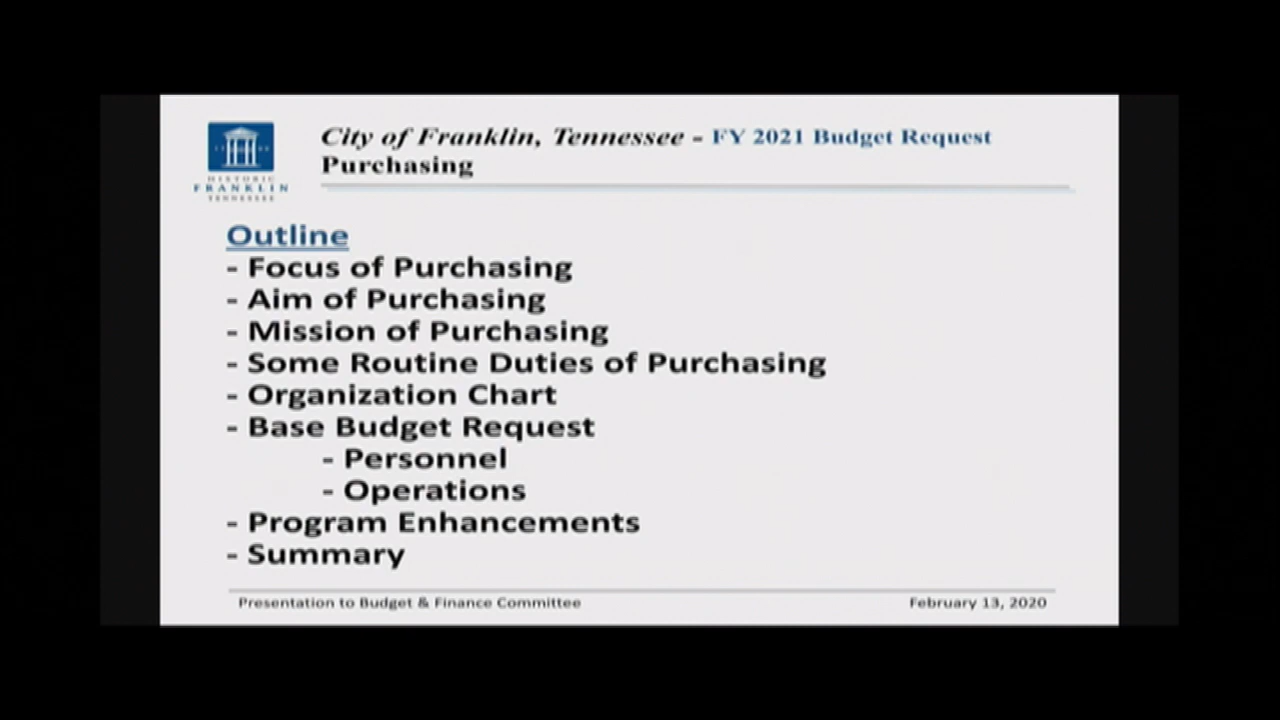 City of Franklin, Tennessee - FY 2021 Budget Request
Purchasing
HISTORIC
FRANKLIN
TENNESSEE
Outline
- Focus of Purchasing
- Aim of Purchasing
- Mission of Purchasing
- Some Routine Duties of Purchasing
- Organization Chart
- Base Budget Request
- Personnel
- Operations
- Program Enhancements
- Summary
Presentation to Budget & Finance Committee
February 13, 2020